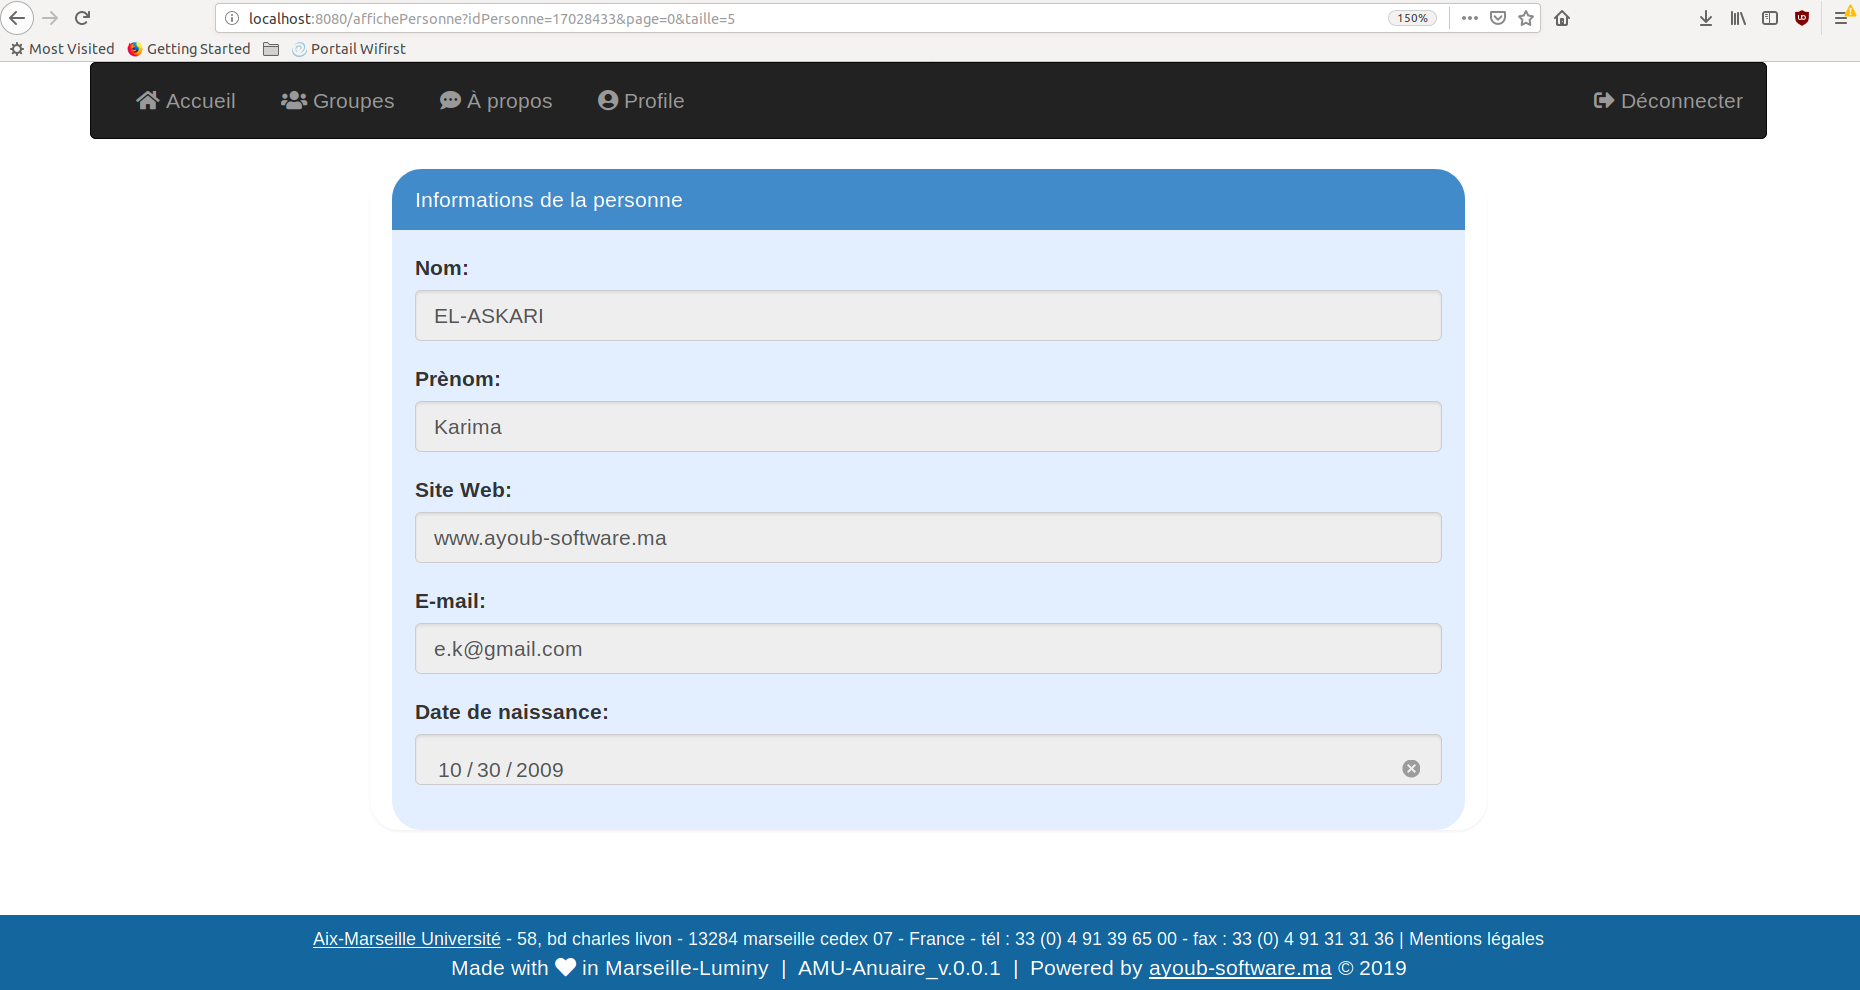 localhost:8080/affichePersonne?idPersonne=17028433&page=0&taille=5
150%
Most Visited Getting Started Portail Wifirst
Accueil Groupes À propos Profile Déconnecter
Informations de la personne
Nom:
EL-ASKARI
Prènom:
Karima
Site Web:
www.ayoub-software.ma
E-mail:
e.k@gmail.com
Date de naissance:
10 / 30 / 2009
Aix-Marseille Université - 58, bd charles livon - 13284 marseille cedex 07 - France - tél : 33 (0) 4 91 39 65 00 - fax : 33 (0) 4 91 31 31 36 | Mentions légales
Made with in Marseille-Luminy | AMU-Anuaire_v.0.0.1 | Powered by ayoub-software.ma © 2019